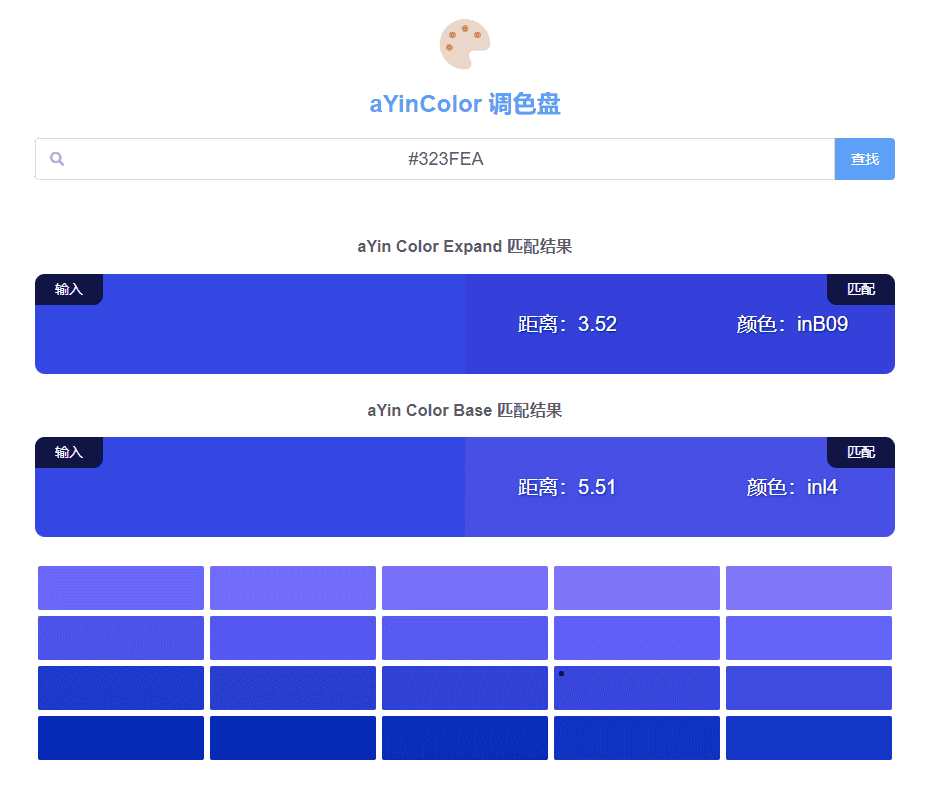 aYinColor 调色盘
#323FEA 查找
aYin Color Expand 匹配结果
输入 匹配
距离：3.52 颜色：inB09
aYin Color Base 匹配结果
输入 匹配
距离：5.51 颜色：inl4